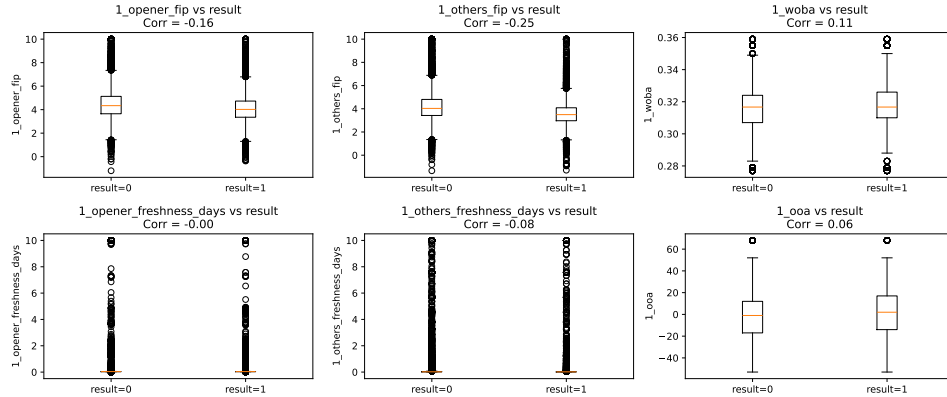 1_opener_fip vs result
Corr = -0.16
1_opener_fip
10
8
6
4
2
0
result=0
result=1
1_others_fip vs result
Corr = -0.25
1_others_fip
10
8
6
4
2
0
result=0
result=1
1_woba vs result
Corr = 0.11
1_woba
0.36
0.34
0.32
0.30
0.28
result=0
result=1
1_opener_freshness_days vs result
Corr = -0.00
1_opener_freshness_days
10
8
6
4
2
0
result=0
result=1
1_others_freshness_days vs result
Corr = -0.08
1_others_freshness_days
10
8
6
4
2
0
result=0
result=1
1_ooa vs result
Corr = 0.06
1_ooa
60
40
20
0
−20
−40
result=0
result=1